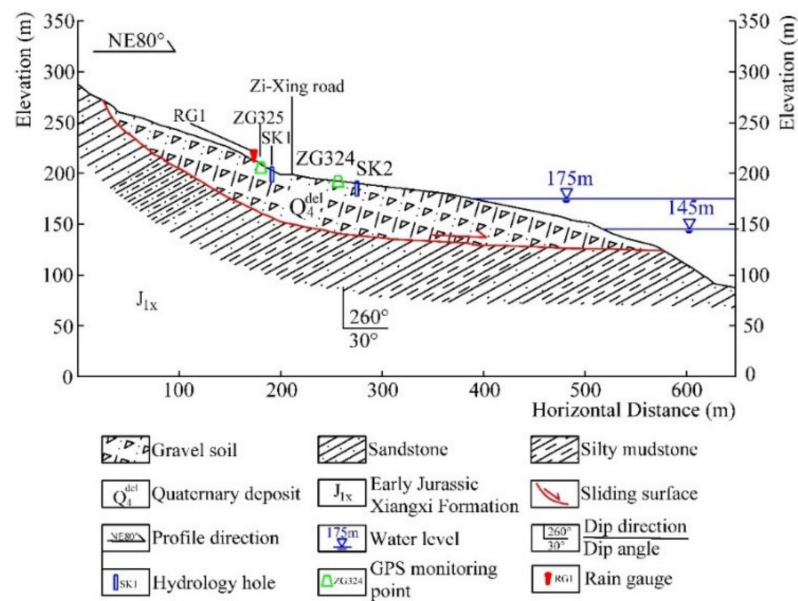 Elevation (m)
350
300
250
200
150
100
50
0
NE80°
RG1
ZG325
SK1
Zi-Xing road
ZG324
SK2
Q₄ᵈᵉˡ
J₁ₓ
260°
30°
175m
145m
350
300
250
200
150
100
50
0
Elevation (m)
100 200 300 400 500 600
Horizontal Distance (m)
Gravel soil
Sandstone
Silty mudstone
Q₄ᵈᵉˡ Quaternary deposit
J₁ₓ Early Jurassic
Xiangxi Formation
Sliding surface
NE80° Profile direction
175m Water level
260° Dip direction
30° Dip angle
SK1 Hydrology hole
ZG324 GPS monitoring
point
RG1 Rain gauge